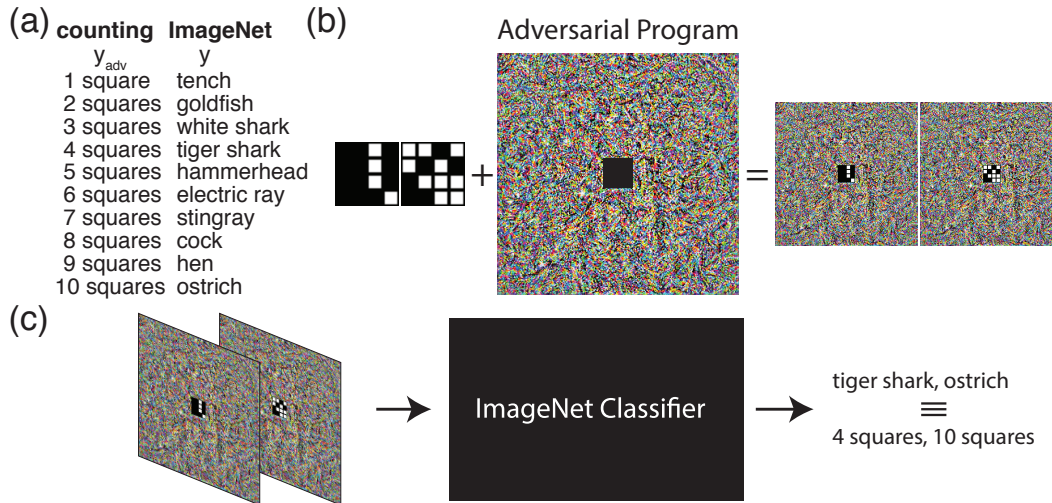 (a) counting ImageNet
y_adv y
1 square tench
2 squares goldfish
3 squares white shark
4 squares tiger shark
5 squares hammerhead
6 squares electric ray
7 squares stingray
8 squares cock
9 squares hen
10 squares ostrich
(b)
Adversarial Program
+ =
(c)
ImageNet Classifier
tiger shark, ostrich
≡
4 squares, 10 squares